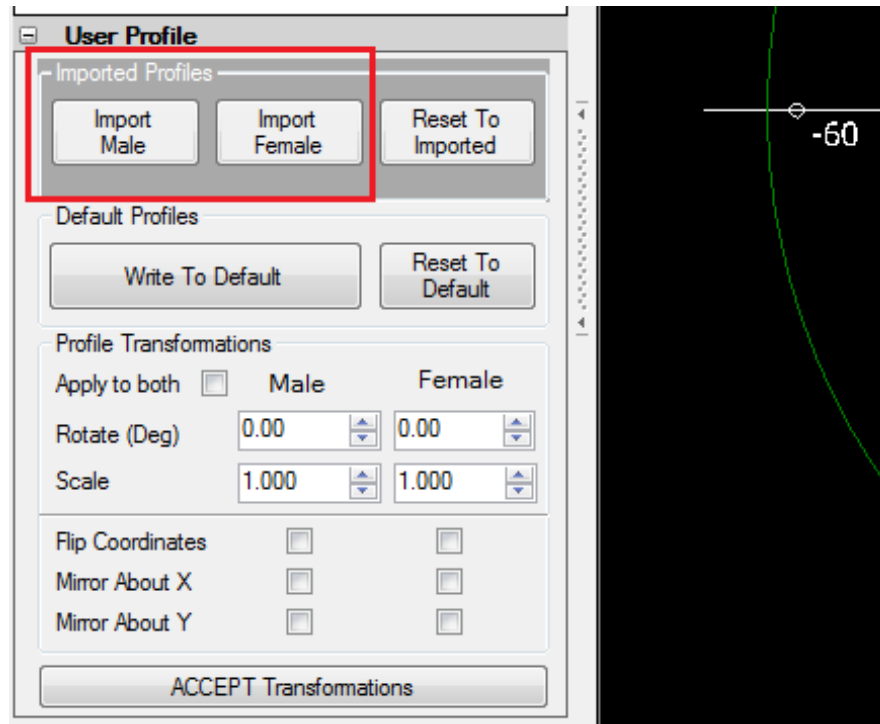 User Profile
Imported Profiles
Import
Male
Import
Female
Reset To
Imported
Default Profiles
Write To Default
Reset To
Default
Profile Transformations
Apply to both Male Female
Rotate (Deg) 0.00 0.00
Scale 1.000 1.000
Flip Coordinates
Mirror About X
Mirror About Y
ACCEPT Transformations
-60